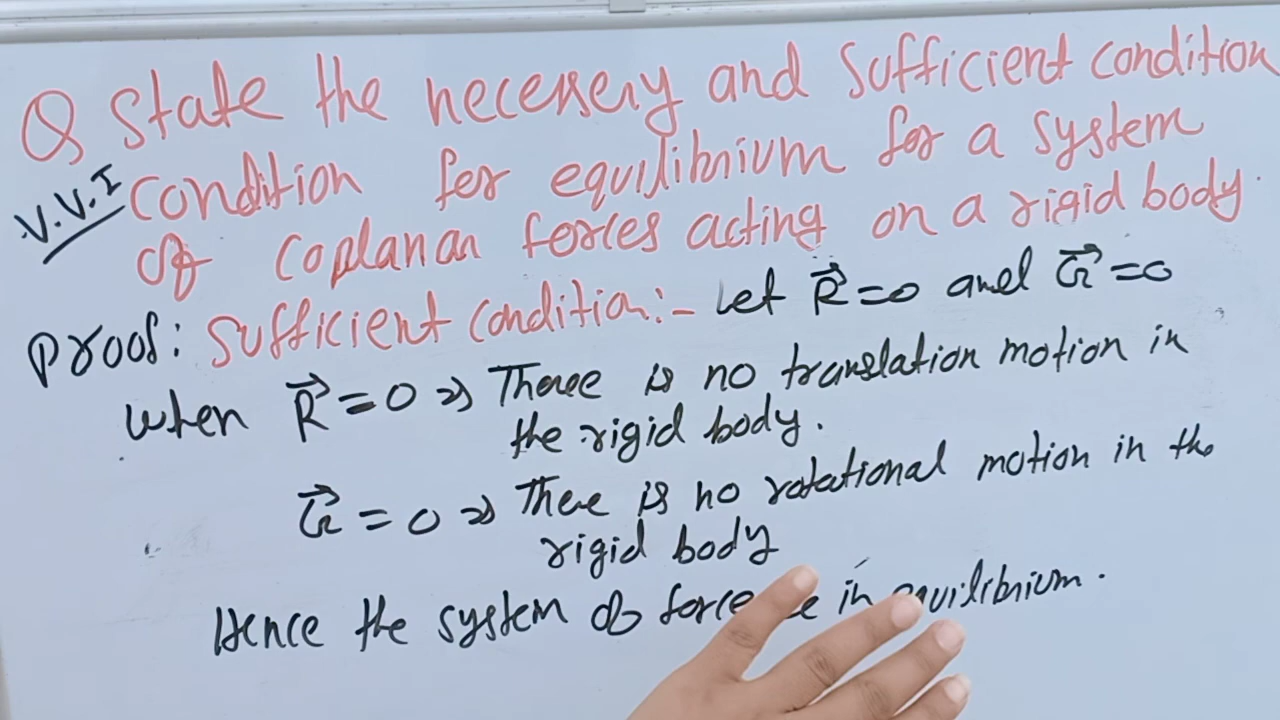 Q State the necessery and sufficient condition
V.V.I condition for equilibrium for a system
of coplanar forces acting on a rigid body.
Proof: Sufficient condition:- Let R⃗=0 and G⃗=0
when R⃗=0 ⇒ There is no translation motion in
the rigid body.
G⃗=0 ⇒ There is no rotational motion in the
rigid body
Hence the system of in equilibrium.